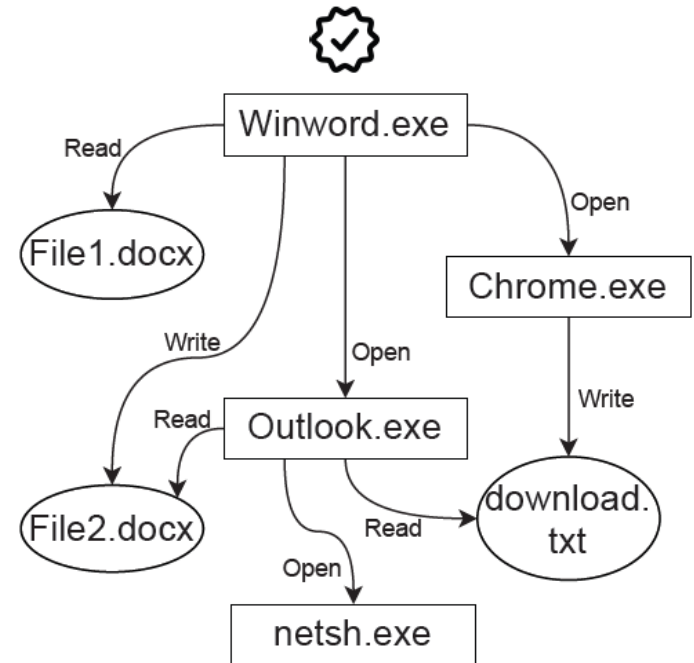 Winword.exe
Read
File1.docx
Open
Chrome.exe
Write
Open
Write
Read
Outlook.exe
File2.docx
Read
download.
txt
Open
netsh.exe